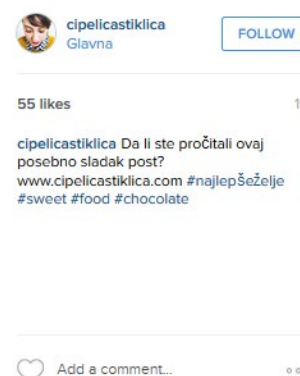 cipelicastiklica
Glavna
FOLLOW
55 likes
cipelicastiklica Da li ste pročitali ovaj
posebno sladak post?
www.cipelicastiklica.com #najlepšeželje
#sweet #food #chocolate
Add a comment...